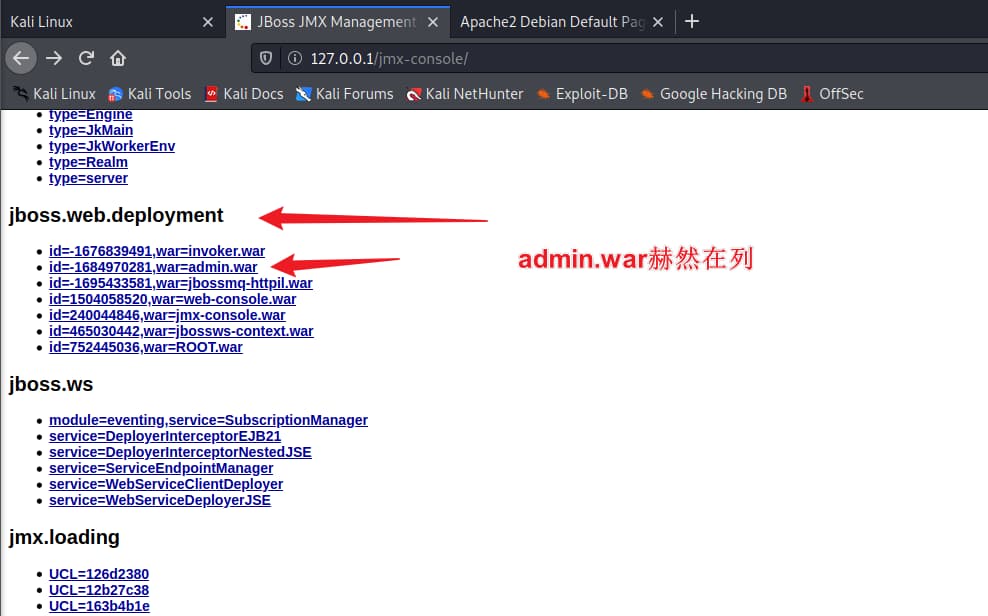 Kali Linux
JBoss JMX Management
Apache2 Debian Default Pag
127.0.0.1/jmx-console/
Kali Linux
Kali Tools
Kali Docs
Kali Forums
Kali NetHunter
Exploit-DB
Google Hacking DB
OffSec
type=Engine
type=JkMain
type=JkWorkerEnv
type=Realm
type=server
jboss.web.deployment
id=-1676839491,war=invoker.war
id=-1684970281,war=admin.war
admin.war赫然在列
id=-1695433581,war=jbossmq-httpil.war
id=1504058520,war=web-console.war
id=240044846,war=jmx-console.war
id=465030442,war=jbossws-context.war
id=752445036,war=ROOT.war
jboss.ws
module=eventing,service=SubscriptionManager
service=DeployerInterceptorEJB21
service=DeployerInterceptorNestedJSE
service=ServiceEndpointManager
service=WebServiceClientDeployer
service=WebServiceDeployerJSE
jmx.loading
UCL=126d2380
UCL=12b27c38
UCL=163b4b1e